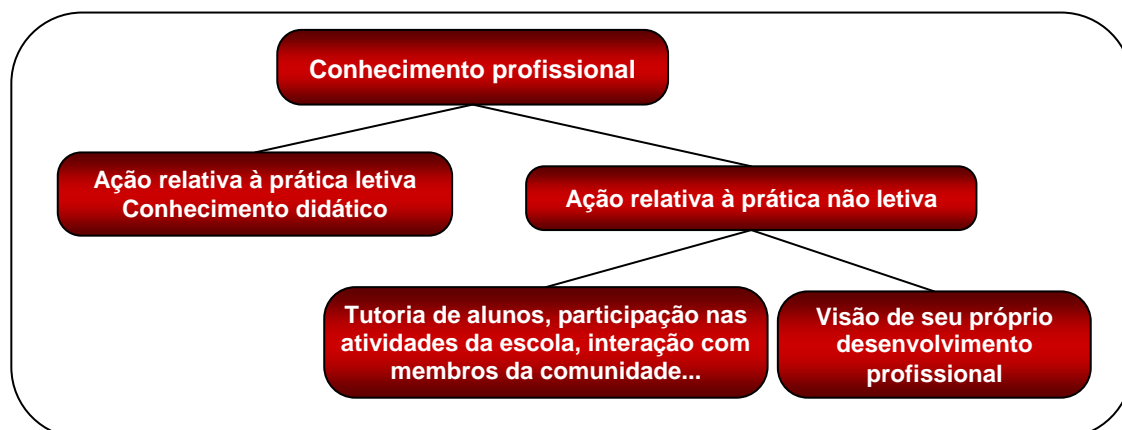 Conhecimento profissional
Ação relativa à prática letiva
Conhecimento didático
Ação relativa à prática não letiva
Tutoria de alunos, participação nas
atividades da escola, interação com
membros da comunidade...
Visão de seu próprio
desenvolvimento
profissional